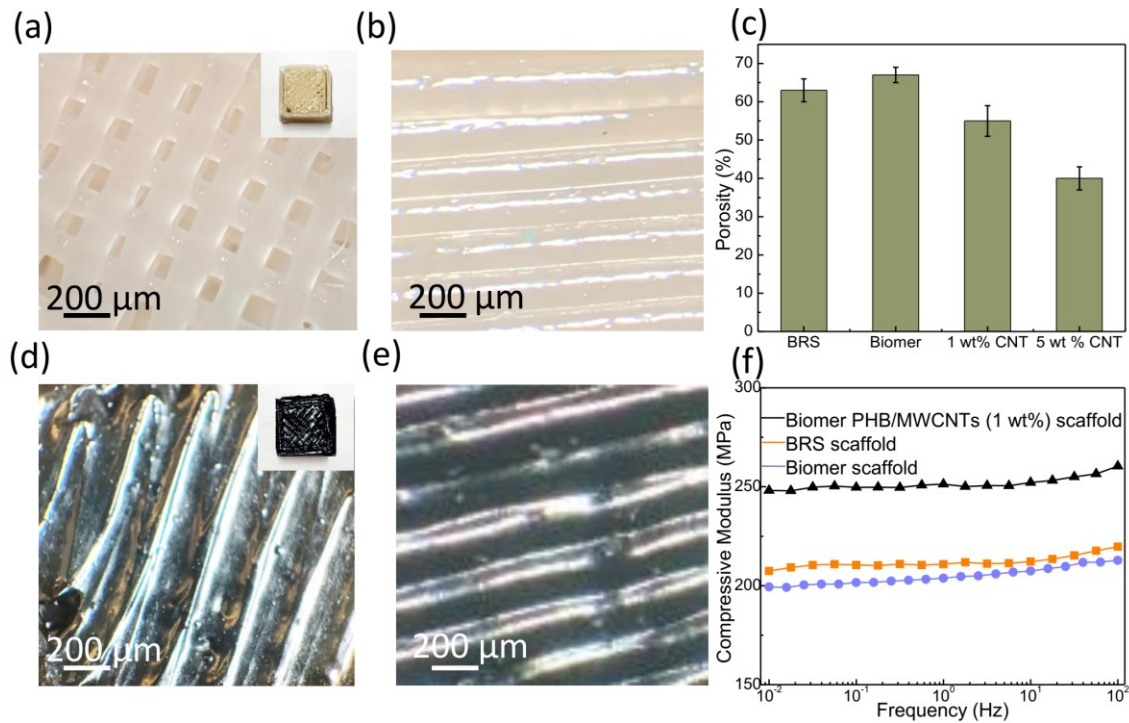 (a)
200 µm
(b)
200 µm
(c)
Porosity (%)
70
60
50
40
30
20
10
0
BRS Biomer 1 wt% CNT 5 wt % CNT
(d)
200 µm
(e)
200 µm
(f)
Compressive Modulus (MPa)
300
250
200
150
Biomer PHB/MWCNTs (1 wt%) scaffold
BRS scaffold
Biomer scaffold
10⁻² 10⁻¹ 10⁰ 10¹ 10²
Frequency (Hz)